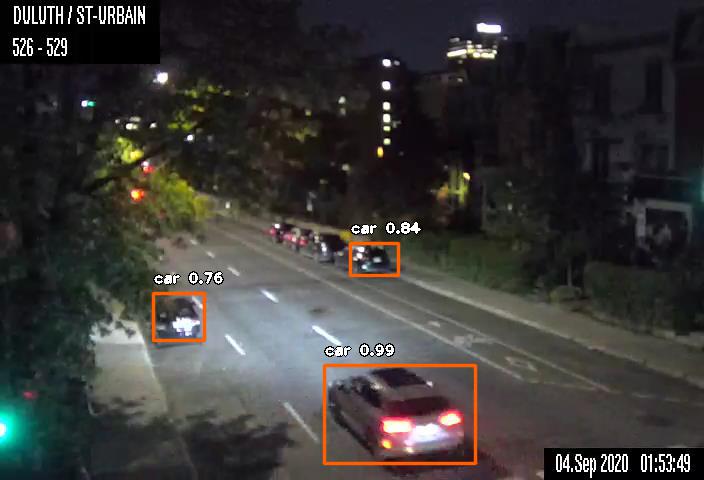 DULUTH / ST-URBAIN
526 - 529
car 0.84
car 0.76
car 0.99
04.Sep 2020 01:53:49